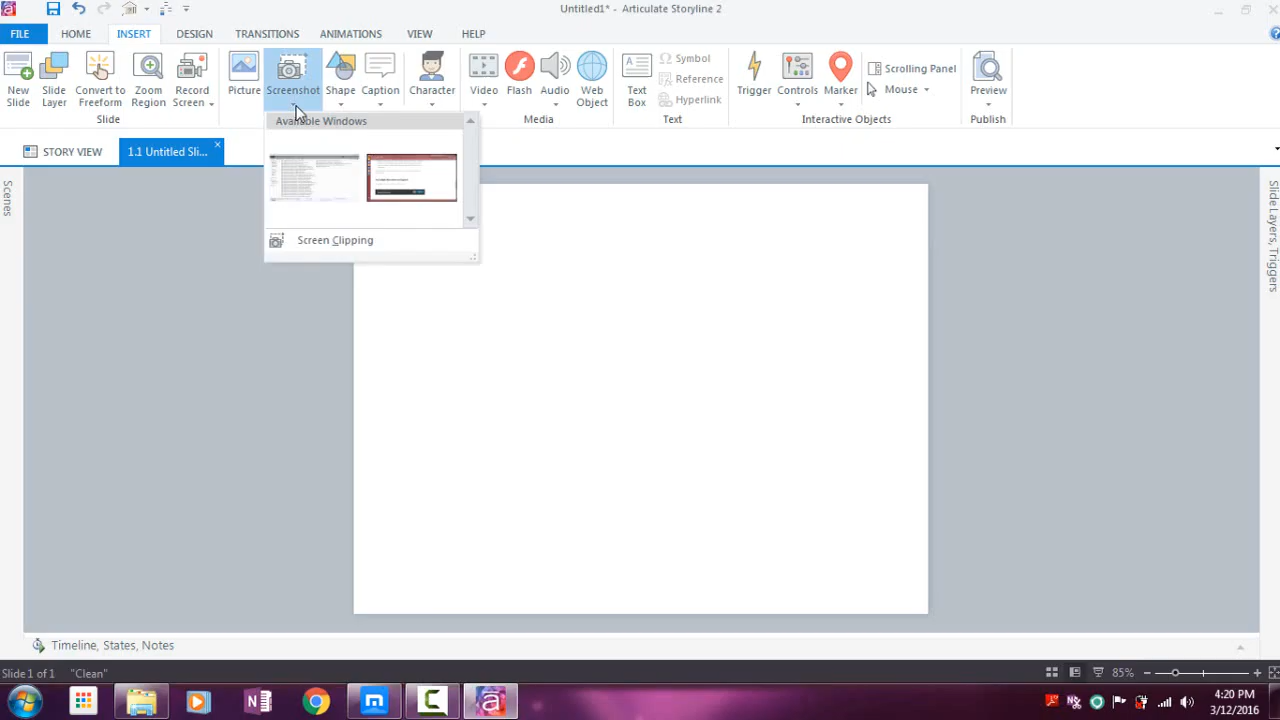 Untitled1* - Articulate Storyline 2
FILE HOME INSERT DESIGN TRANSITIONS ANIMATIONS VIEW HELP
New Slide
Slide Layer
Convert to Freeform
Zoom Region
Record Screen
Slide
Picture
Screenshot
Shape
Caption
Character
Video
Flash
Audio
Web Object
Media
Text Box
Symbol
Reference
Hyperlink
Text
Trigger
Controls
Marker
Scrolling Panel
Mouse
Interactive Objects
Preview
Publish
Available Windows
Screen Clipping
STORY VIEW
1.1 Untitled Sli...
Scenes
Slide Layers, Triggers
Timeline, States, Notes
Slide 1 of 1 "Clean" 85%
4:20 PM
3/12/2016